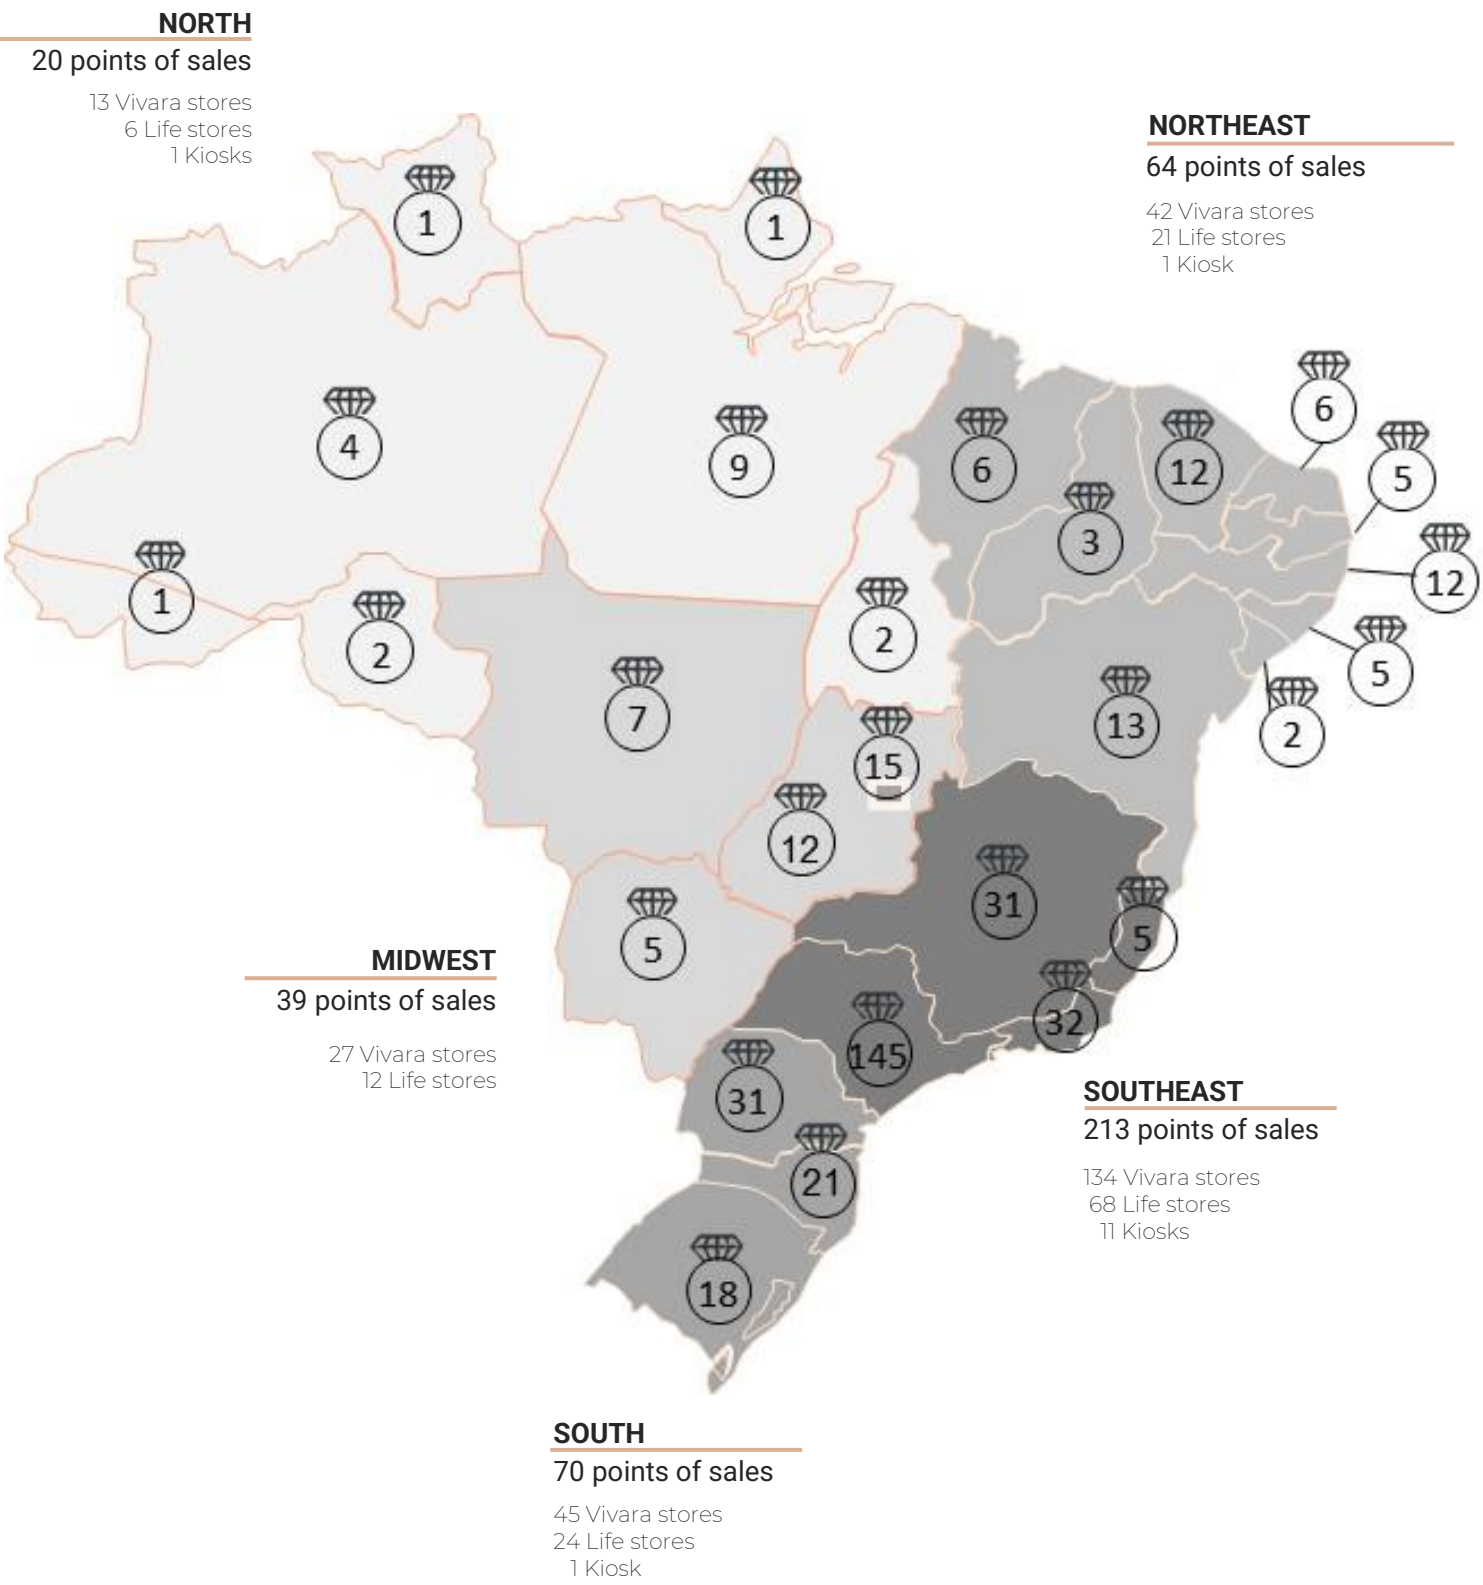 NORTH
20 points of sales
13 Vivara stores
6 Life stores
1 Kiosks
NORTHEAST
64 points of sales
42 Vivara stores
21 Life stores
1 Kiosk
1
1
6
4
9
6
12
5
3
12
1
2
2
5
7
13
2
15
12
31
5
5
MIDWEST
39 points of sales
27 Vivara stores
12 Life stores
32
145
31
SOUTHEAST
213 points of sales
134 Vivara stores
68 Life stores
11 Kiosks
21
18
SOUTH
70 points of sales
45 Vivara stores
24 Life stores
1 Kiosk